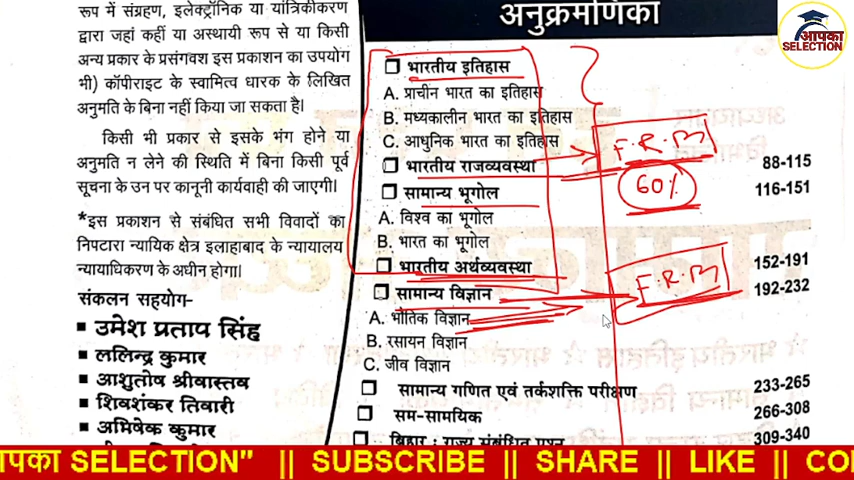 रूप में संग्रहण, इलेक्ट्रॉनिक या यांत्रिकीकरण
द्वारा जहां कहीं या अस्थायी रूप से या किसी
अन्य प्रकार के प्रसंगवश इस प्रकाशन का उपयोग
भी) कॉपीराइट के स्वामित्व धारक के लिखित
अनुमति के बिना नहीं किया जा सकता है।
किसी भी प्रकार से इसके भंग होने या
अनुमति न लेने की स्थिति में बिना किसी पूर्व
सूचना के उन पर कानूनी कार्यवाही की जाएगी।
*इस प्रकाशन से संबंधित सभी विवादों का
निपटारा न्यायिक क्षेत्र इलाहाबाद के न्यायालय
न्यायाधिकरण के अधीन होगा।
संकलन सहयोग-
उमेश प्रताप सिंह
ललिन्द्र कुमार
आशुतोष श्रीवास्तव
शिवशंकर तिवारी
अभिषेक कुमार
अनुक्रमणिका
भारतीय इतिहास
A. प्राचीन भारत का इतिहास
B. मध्यकालीन भारत का इतिहास
C. आधुनिक भारत का इतिहास
भारतीय राजव्यवस्था 88-115
सामान्य भूगोल 116-151
A. विश्व का भूगोल
B. भारत का भूगोल
भारतीय अर्थव्यवस्था 152-191
सामान्य विज्ञान 192-232
A. भौतिक विज्ञान
B. रसायन विज्ञान
C. जीव विज्ञान
सामान्य गणित एवं तर्कशक्ति परीक्षण 233-265
सम-सामयिक 266-308
बिहार : राज्य संबंधित प्रश्न 309-340
F.R.M
60%
F.R.M
आपका
SELECTION
आपका SELECTION" || SUBSCRIBE || SHARE || LIKE || CO